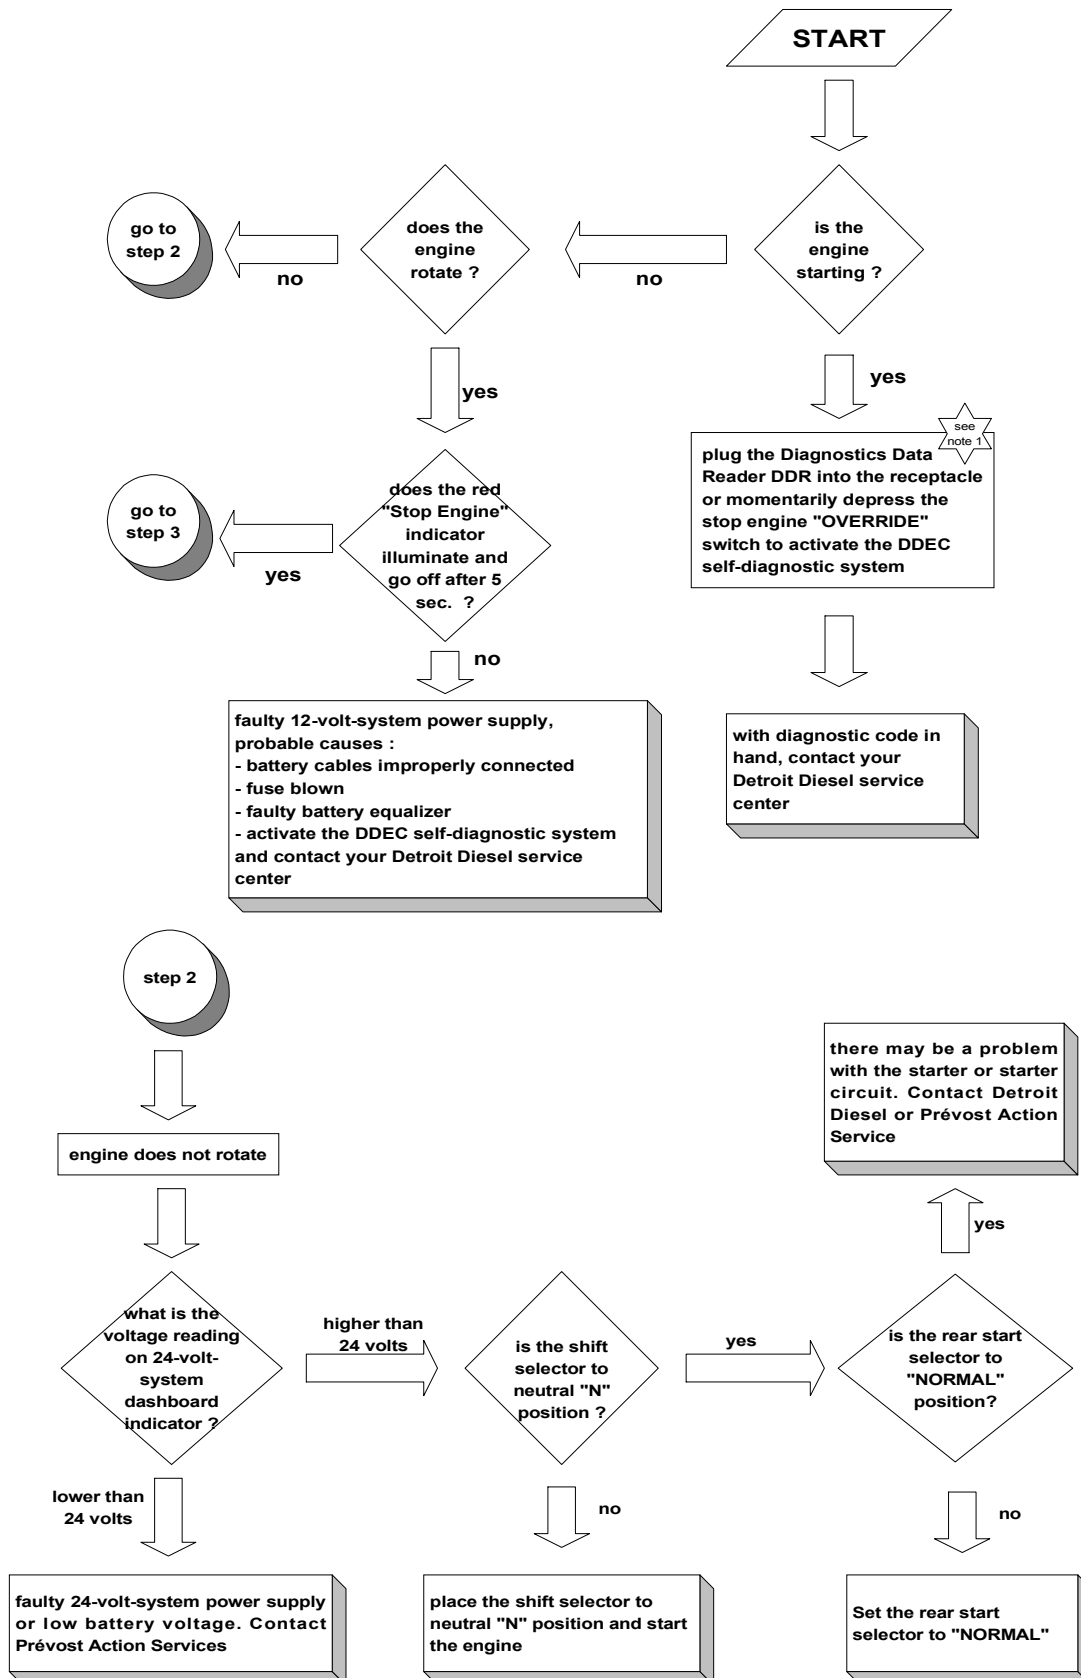 START
go to
step 2
no
does the
engine
rotate ?
no
is the
engine
starting ?
yes
yes
see
note 1
plug the Diagnostics Data
Reader DDR into the receptacle
or momentarily depress the
stop engine "OVERRIDE"
switch to activate the DDEC
self-diagnostic system
go to
step 3
yes
does the red
"Stop Engine"
indicator
illuminate and
go off after 5
sec. ?
no
faulty 12-volt-system power supply,
probable causes :
- battery cables improperly connected
- fuse blown
- faulty battery equalizer
- activate the DDEC self-diagnostic system
and contact your Detroit Diesel service
center
with diagnostic code in
hand, contact your
Detroit Diesel service
center
step 2
engine does not rotate
there may be a problem
with the starter or starter
circuit. Contact Detroit
Diesel or Prévost Action
Service
yes
what is the
voltage reading
on 24-volt-
system
dashboard
indicator ?
higher than
24 volts
is the shift
selector to
neutral "N"
position ?
yes
is the rear start
selector to
"NORMAL"
position?
lower than
24 volts
no
no
faulty 24-volt-system power supply
or low battery voltage. Contact
Prévost Action Services
place the shift selector to
neutral "N" position and start
the engine
Set the rear start
selector to "NORMAL"